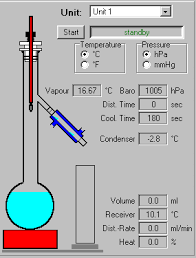 Unit: Unit 1
Start standby
Temperature Pressure
°C hPa
°F mmHg
Vapour 16.67 °C Baro 1005 hPa
Dist. Time 0 sec
Cool. Time 180 sec
Condenser -2.8 °C
Volume 0.0 ml
Receiver 10.1 °C
Dist.-Rate 0.0 ml/min
Heat 0.0 %